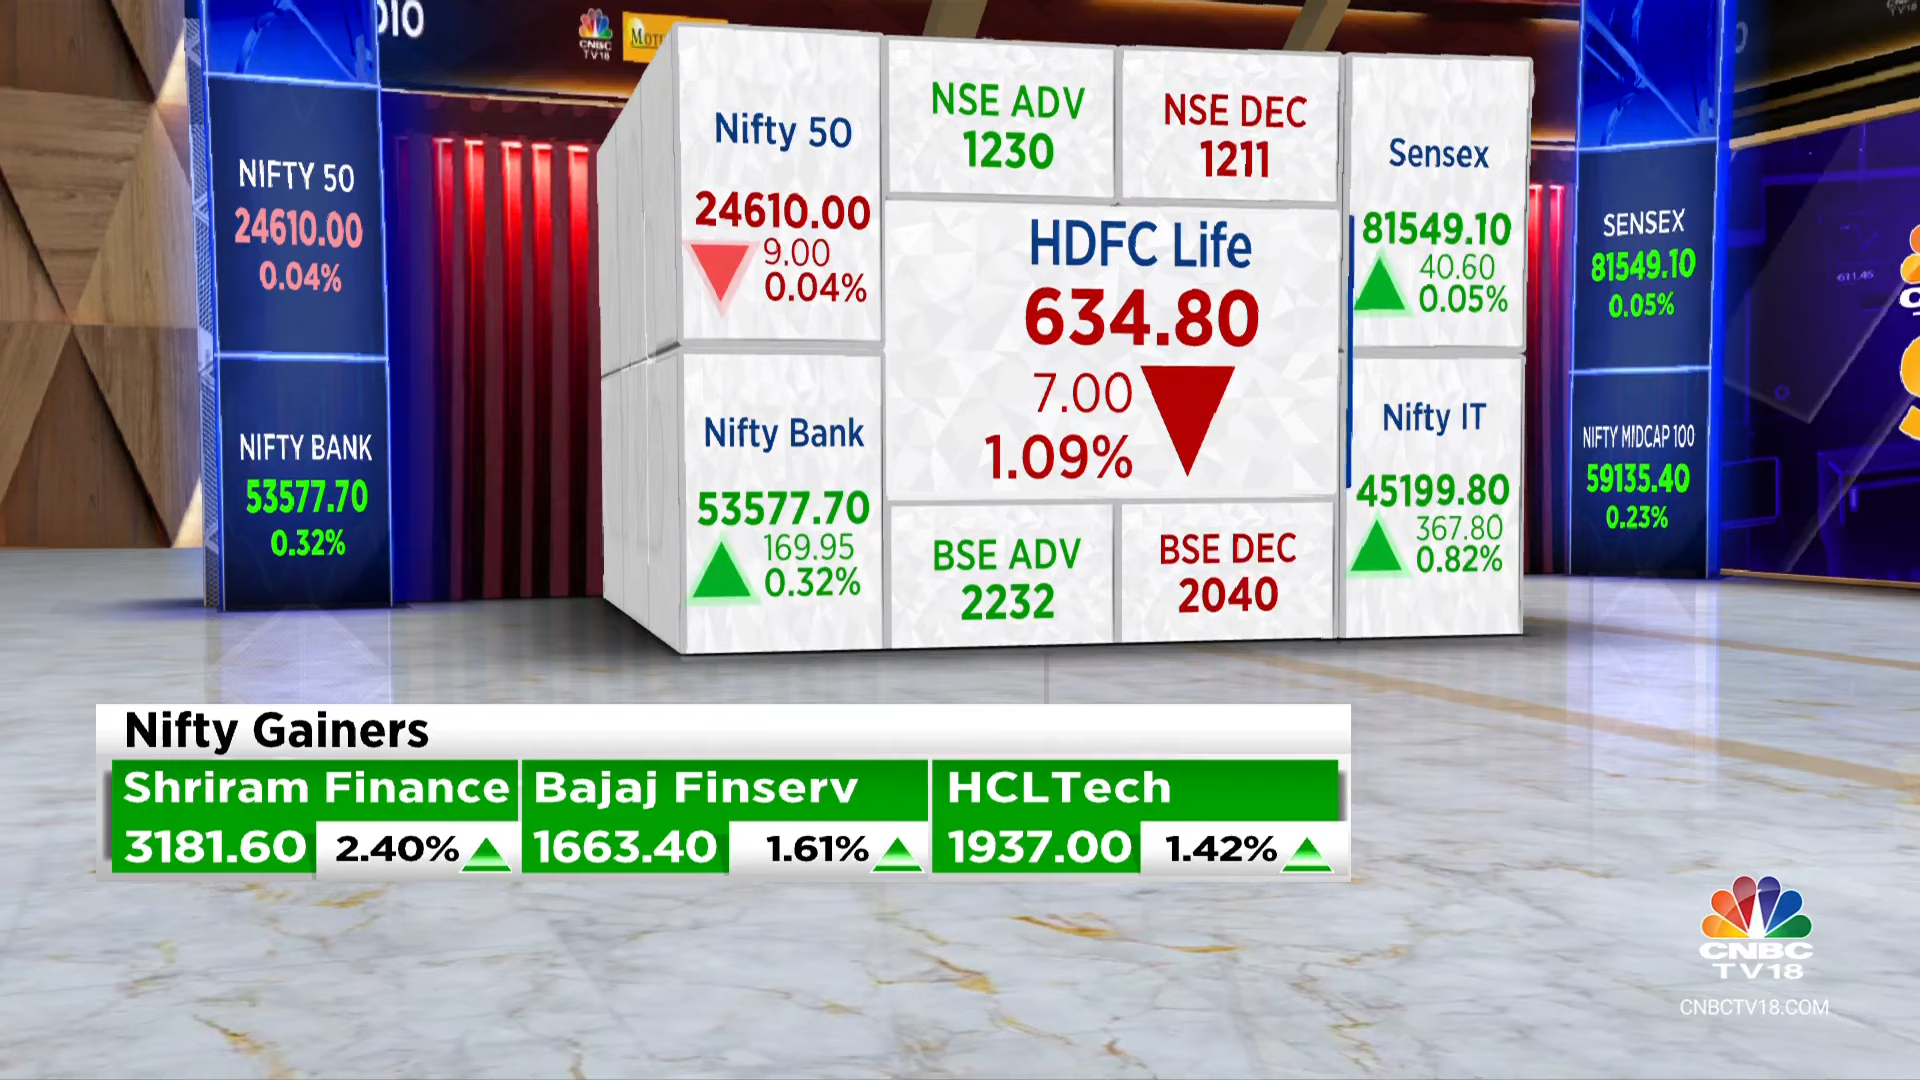 CNBC
TV18
NIFTY 50
24610.00
0.04%
NIFTY BANK
53577.70
0.32%
Nifty 50
24610.00
9.00
0.04%
Nifty Bank
53577.70
169.95
0.32%
NSE ADV
1230
NSE DEC
1211
HDFC Life
634.80
7.00
1.09%
BSE ADV
2232
BSE DEC
2040
Sensex
81549.10
40.60
0.05%
Nifty IT
45199.80
367.80
0.82%
SENSEX
81549.10
0.05%
NIFTY MIDCAP 100
59135.40
0.23%
Nifty Gainers
Shriram Finance
3181.60 2.40%
Bajaj Finserv
1663.40 1.61%
HCLTech
1937.00 1.42%
CNBC
TV18
CNBCTV18.COM